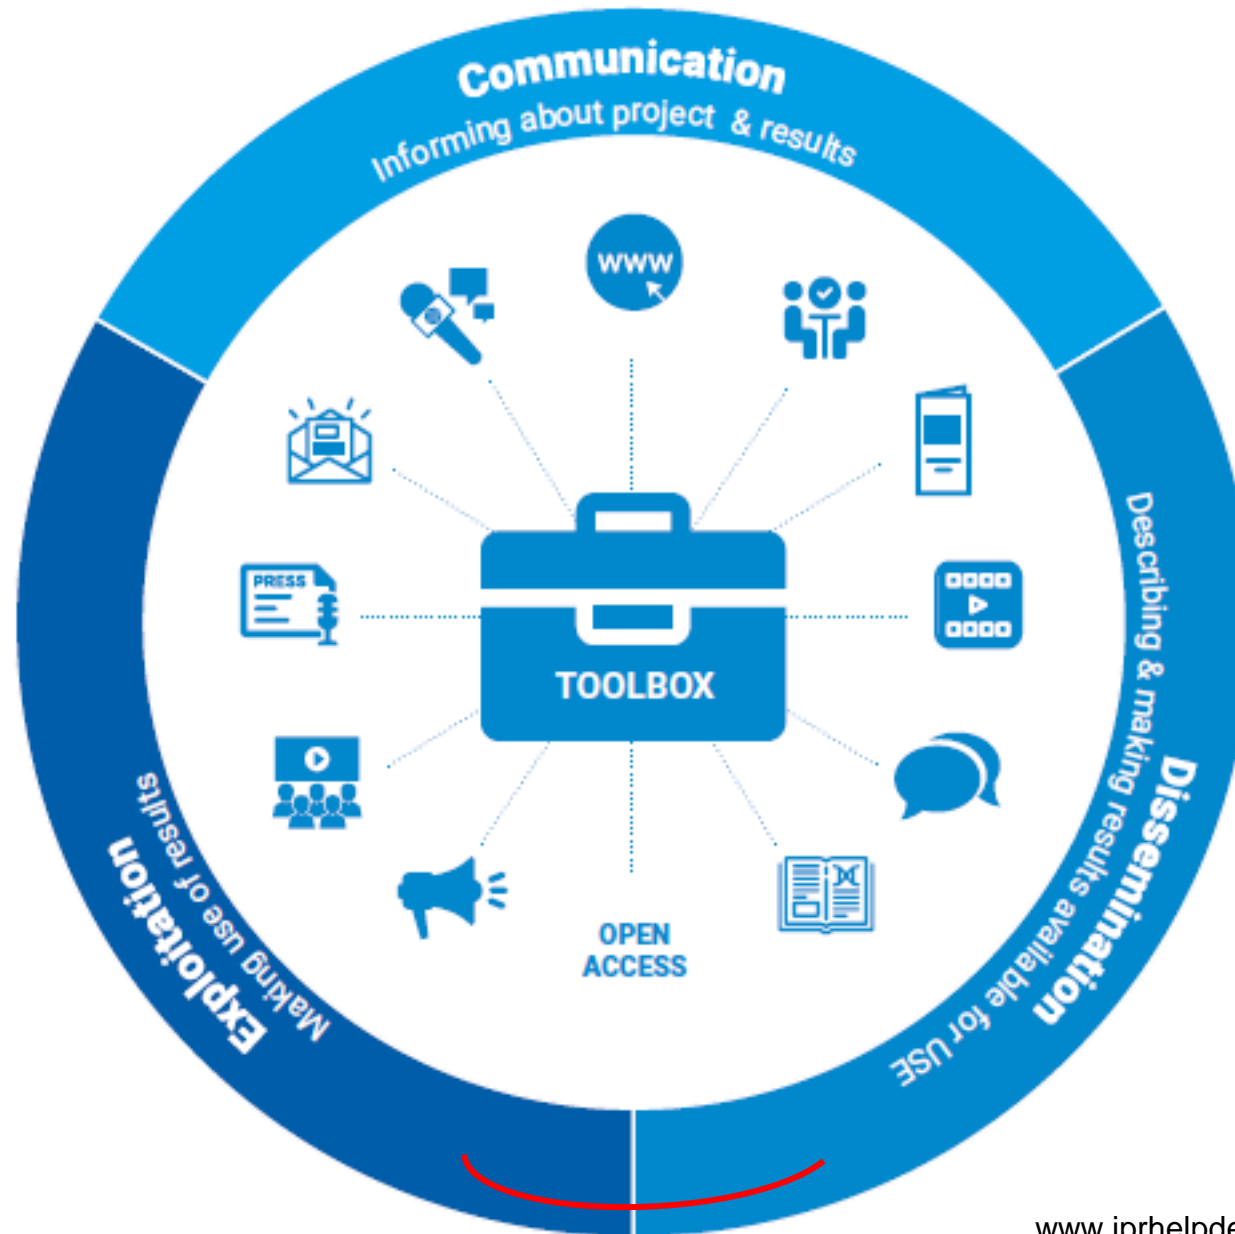 Communication
Informing about project & results
www
PRESS
TOOLBOX
OPEN
ACCESS
Describing & making results available for USE
Dissemination
Exploitation
Making use of results